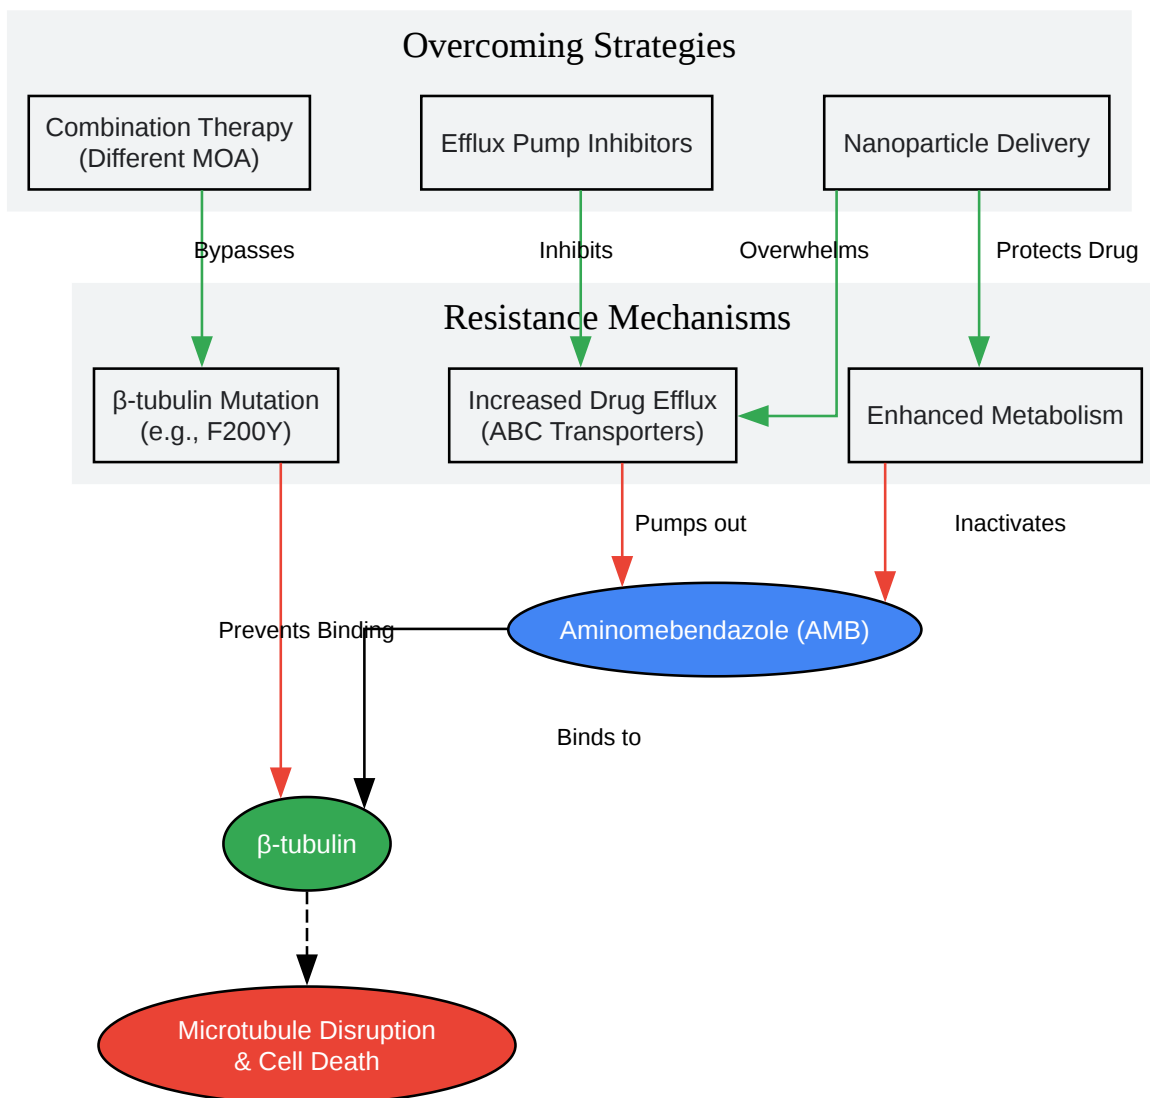 Overcoming Strategies
Combination Therapy
(Different MOA)
Efflux Pump Inhibitors
Nanoparticle Delivery
Bypasses
Inhibits
Overwhelms
Protects Drug
Resistance Mechanisms
β-tubulin Mutation
(e.g., F200Y)
Increased Drug Efflux
(ABC Transporters)
Enhanced Metabolism
Pumps out
Inactivates
Prevents Binding
Aminomebendazole (AMB)
Binds to
β-tubulin
Microtubule Disruption
& Cell Death